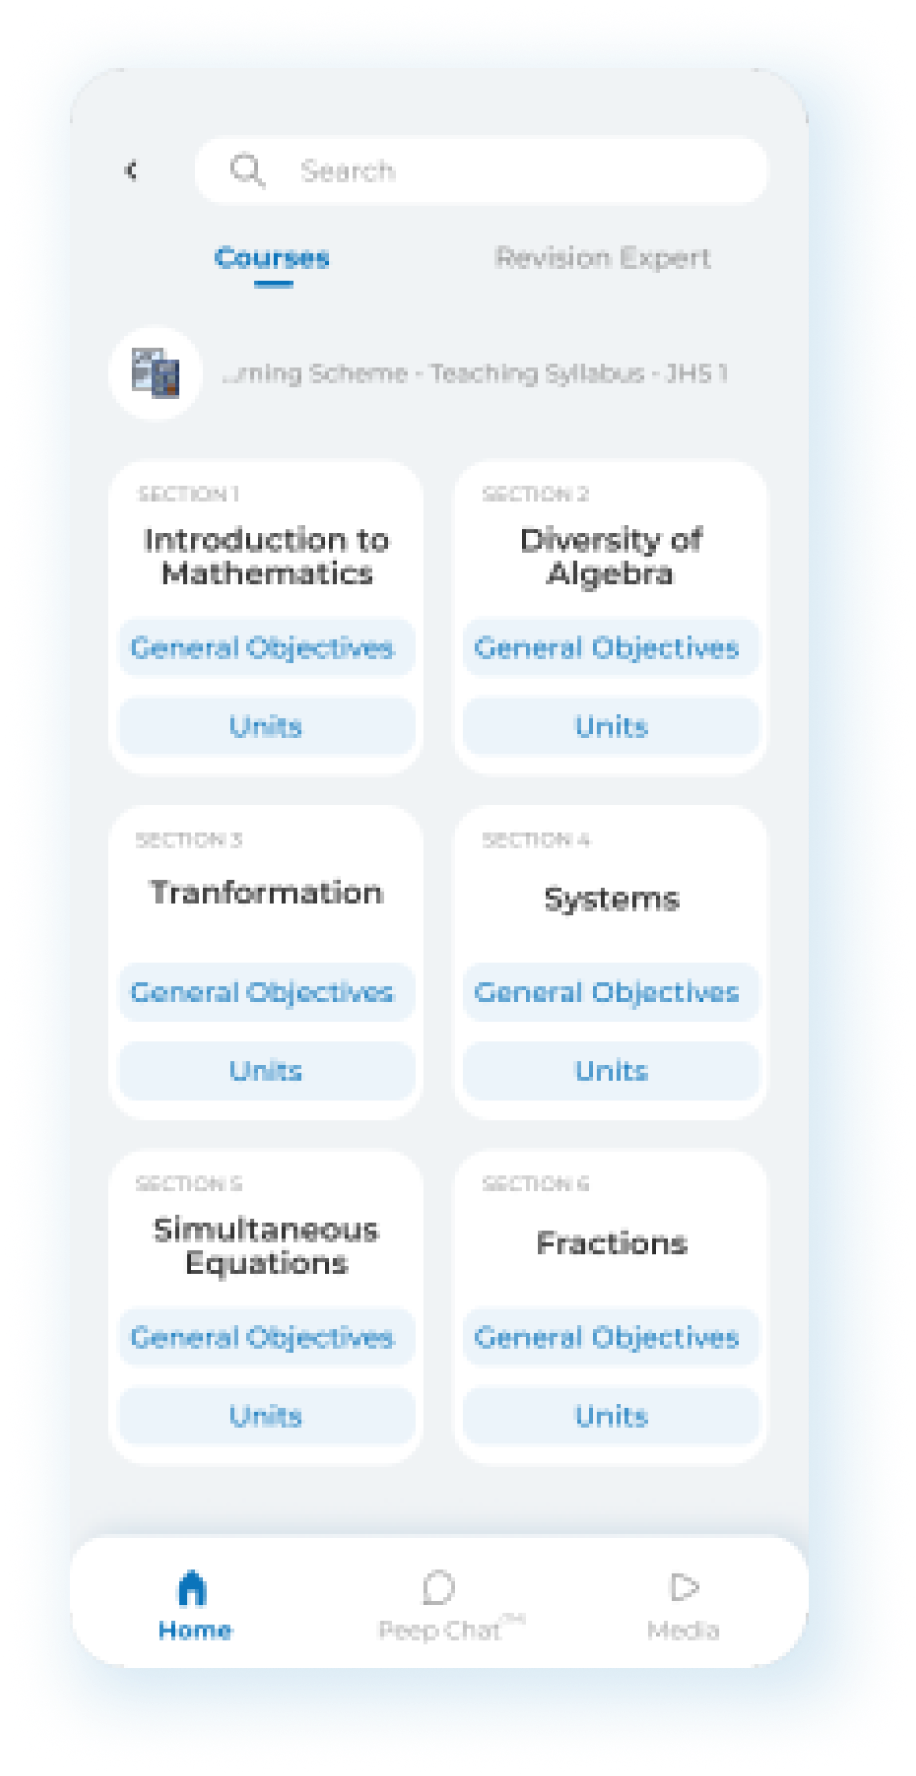 Search
Courses
Revision Expert
...rning Scheme - Teaching Syllabus - JHS 1
SECTION 1
Introduction to
Mathematics
General Objectives
Units
SECTION 2
Diversity of
Algebra
General Objectives
Units
SECTION 3
Tranformation
General Objectives
Units
SECTION 4
Systems
General Objectives
Units
SECTION 5
Simultaneous
Equations
General Objectives
Units
SECTION 6
Fractions
General Objectives
Units
Home
Peep Chat™
Media